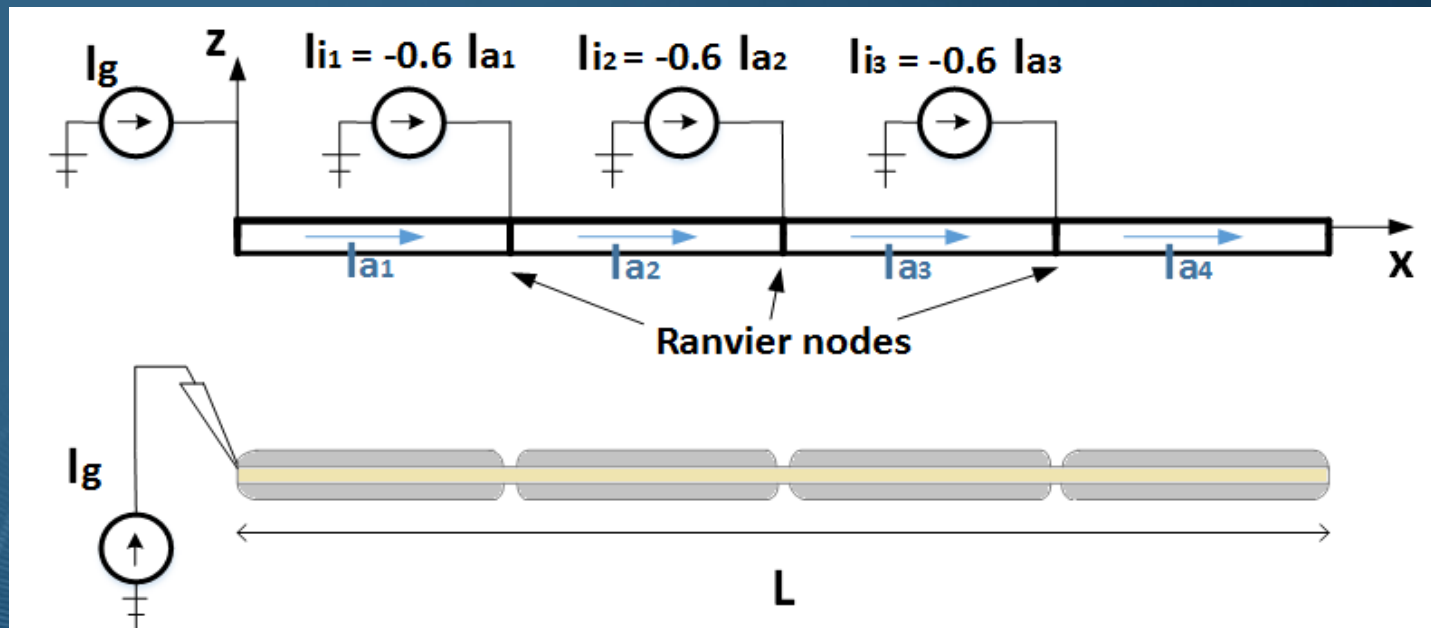 Ig
z
Ii1 = -0.6 Ia1
Ii2 = -0.6 Ia2
Ii3 = -0.6 Ia3
Ia1
Ia2
Ia3
Ia4
x
Ranvier nodes
Ig
L